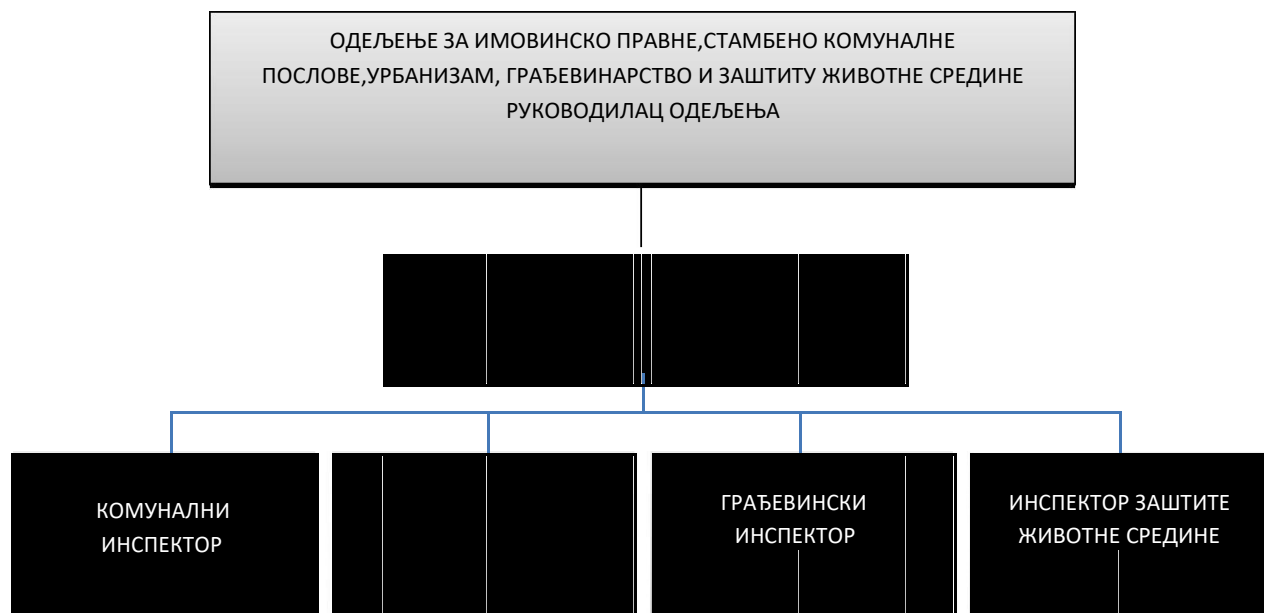 ОДЕЉЕЊЕ ЗА ИМОВИНСКО ПРАВНЕ,СТАМБЕНО КОМУНАЛНЕ
ПОСЛОВЕ,УРБАНИЗАМ, ГРАЂЕВИНАРСТВО И ЗАШТИТУ ЖИВОТНЕ СРЕДИНЕ
РУКОВОДИЛАЦ ОДЕЉЕЊА
КОМУНАЛНИ
ИНСПЕКТОР
ГРАЂЕВИНСКИ
ИНСПЕКТОР
ИНСПЕКТОР ЗАШТИТЕ
ЖИВОТНЕ СРЕДИНЕ